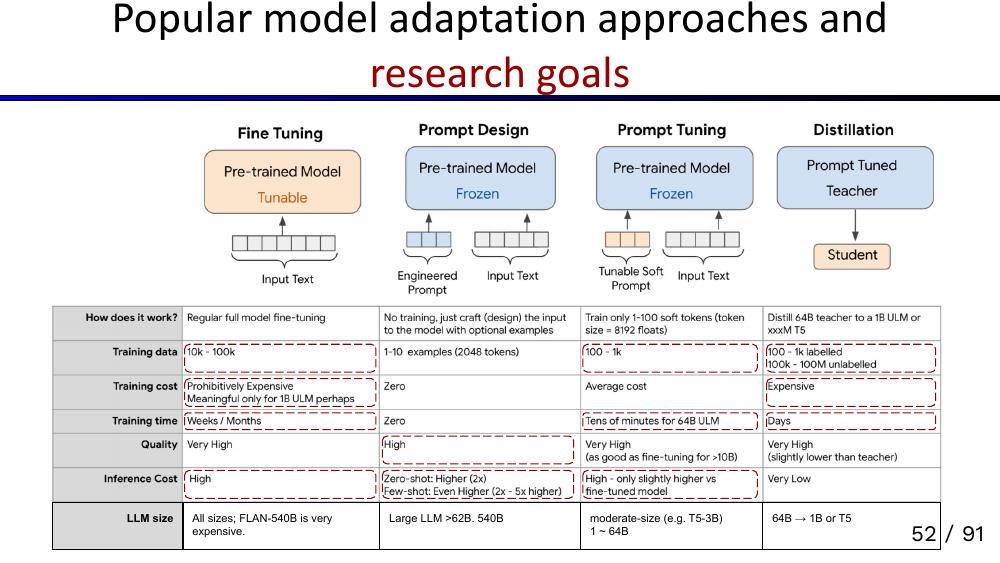 Popular model adaptation approaches and
research goals
Fine Tuning
Prompt Design
Prompt Tuning
Distillation
Pre-trained Model
Tunable
Input Text
Pre-trained Model
Frozen
Engineered
Prompt
Input Text
Pre-trained Model
Frozen
Tunable Soft
Prompt
Input Text
Prompt Tuned
Teacher
Student
How does it work?
Regular full model fine-tuning
No training, just craft (design) the input
to the model with optional examples
Train only 1-100 soft tokens (token
size = 8192 floats)
Distill 64B teacher to a 1B ULM or
xxxM T5
Training data
10k - 100k
1-10 examples (2048 tokens)
100 - 1k
100 - 1k labelled
100k - 100M unlabelled
Training cost
Prohibitively Expensive
Meaningful only for 1B ULM perhaps
Zero
Average cost
Expensive
Training time
Weeks / Months
Zero
Tens of minutes for 64B ULM
Days
Quality
Very High
High
Very High
(as good as fine-tuning for >10B)
Very High
(slightly lower than teacher)
Inference Cost
High
Zero-shot: Higher (2x)
Few-shot: Even Higher (2x - 5x higher)
High - only slightly higher vs
fine-tuned model
Very Low
LLM size
All sizes; FLAN-540B is very
expensive.
Large LLM >62B. 540B
moderate-size (e.g. T5-3B)
1 ~ 64B
64B → 1B or T5
52 / 91